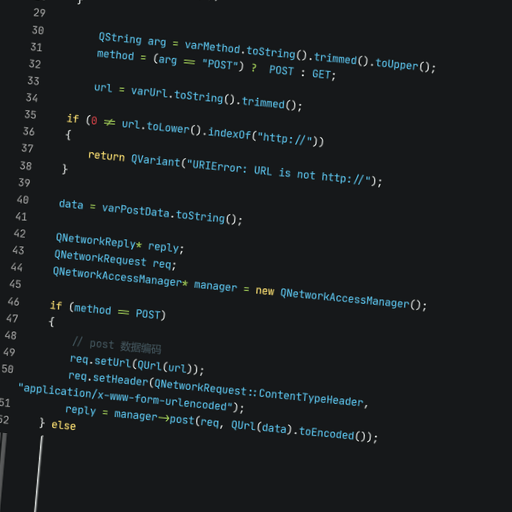 29 }
30
31 QString arg = varMethod.toString().trimmed().toUpper();
32 method = (arg == "POST") ? POST : GET;
33
34 url = varUrl.toString().trimmed();
35
36 if (0 != url.toLower().indexOf("http://"))
37 {
38 return QVariant("URIError: URL is not http://");
39 }
40
41 data = varPostData.toString();
42
43 QNetworkReply* reply;
44 QNetworkRequest req;
45 QNetworkAccessManager* manager = new QNetworkAccessManager();
46
47 if (method == POST)
48 {
49 // post 数据编码
50 req.setUrl(QUrl(url));
req.setHeader(QNetworkRequest::ContentTypeHeader,
"application/x-www-form-urlencoded");
51 reply = manager->post(req, QUrl(data).toEncoded());
52 } else